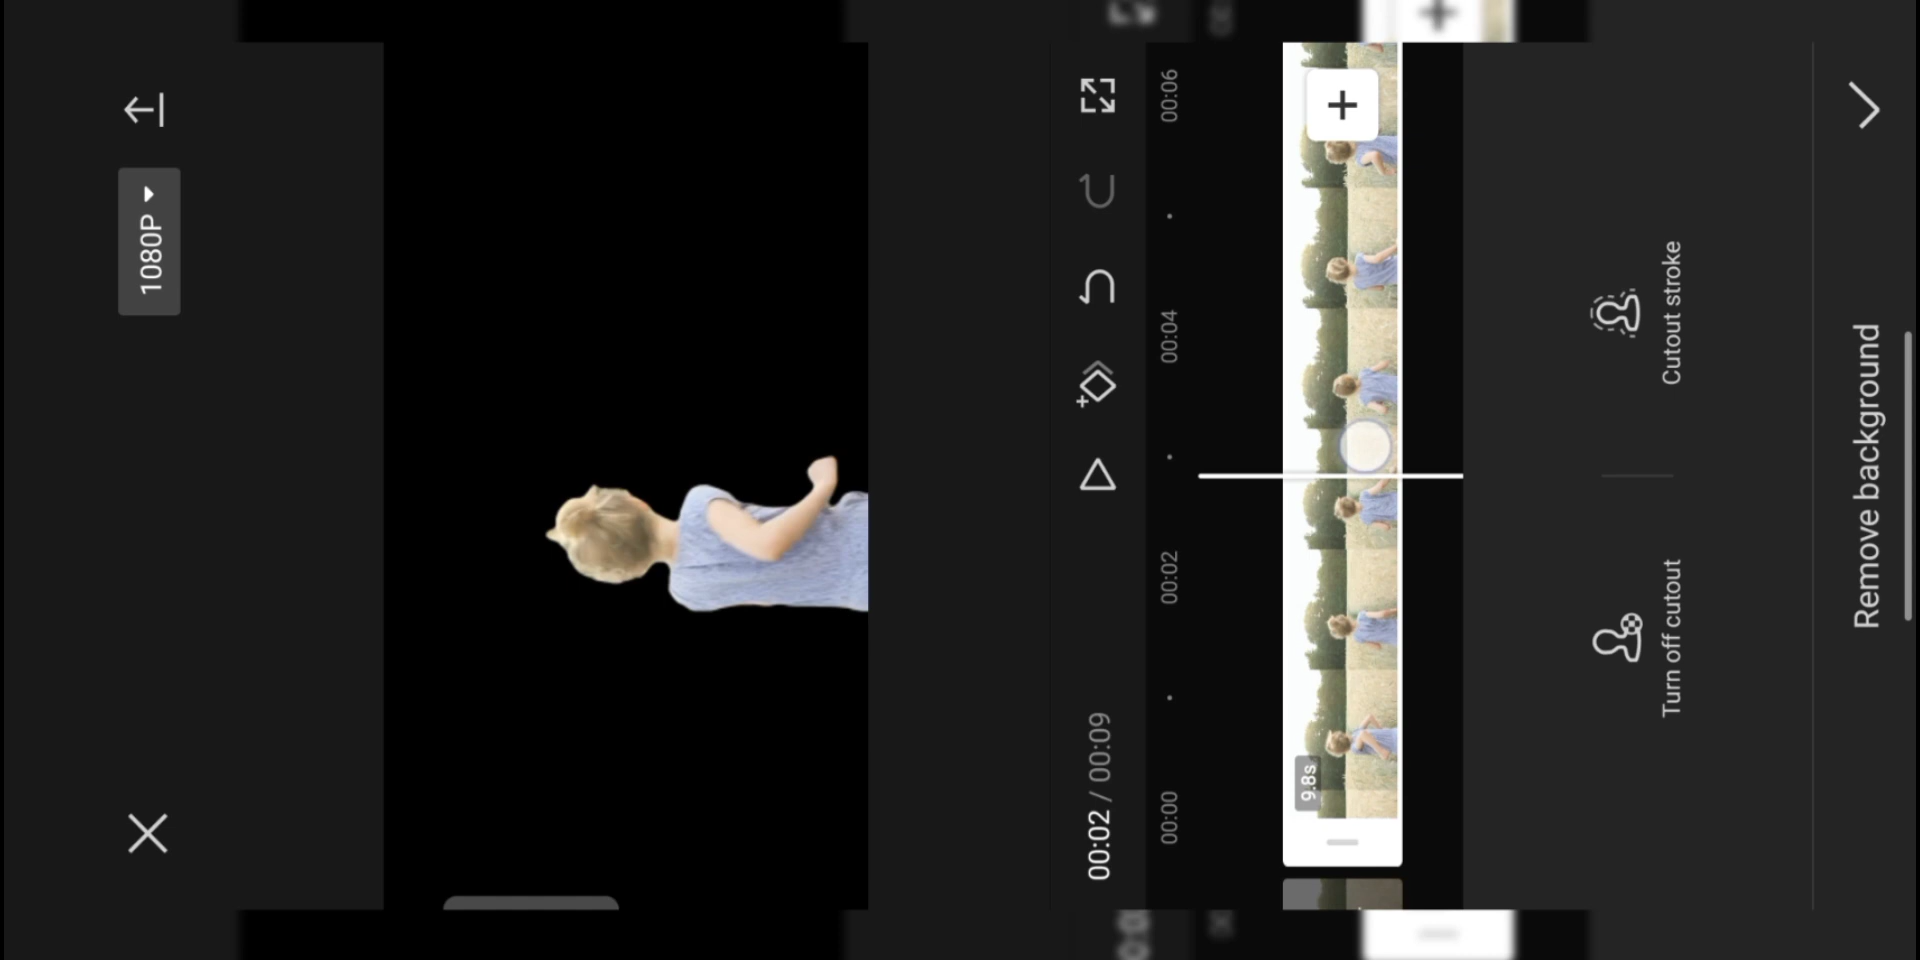 1080P
00:02 / 00:09
00:00
00:02
00:04
00:06
9.8s
Turn off cutout
Cutout stroke
Remove background